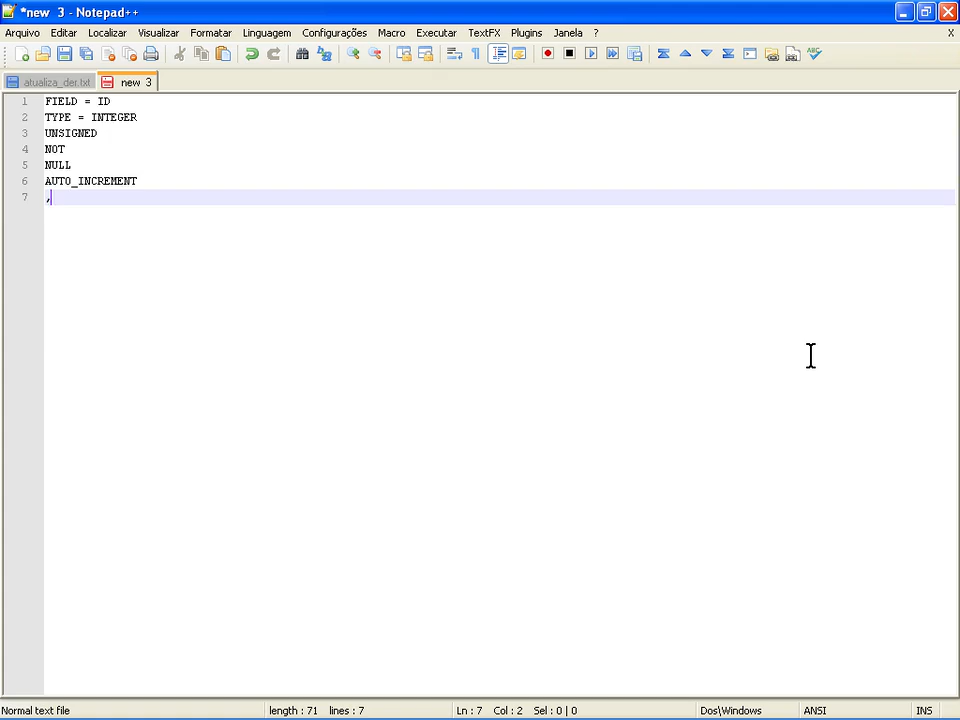 *new  3 - Notepad++
Arquivo Editar Localizar Visualizar Formatar Linguagem Configurações Macro Executar TextFX Plugins Janela ? X
atualiza_der.txt new 3
1 FIELD = ID
2 TYPE = INTEGER
3 UNSIGNED
4 NOT
5 NULL
6 AUTO_INCREMENT
7 ,
Normal text file length : 71 lines : 7 Ln : 7 Col : 2 Sel : 0 | 0 Dos\Windows ANSI INS